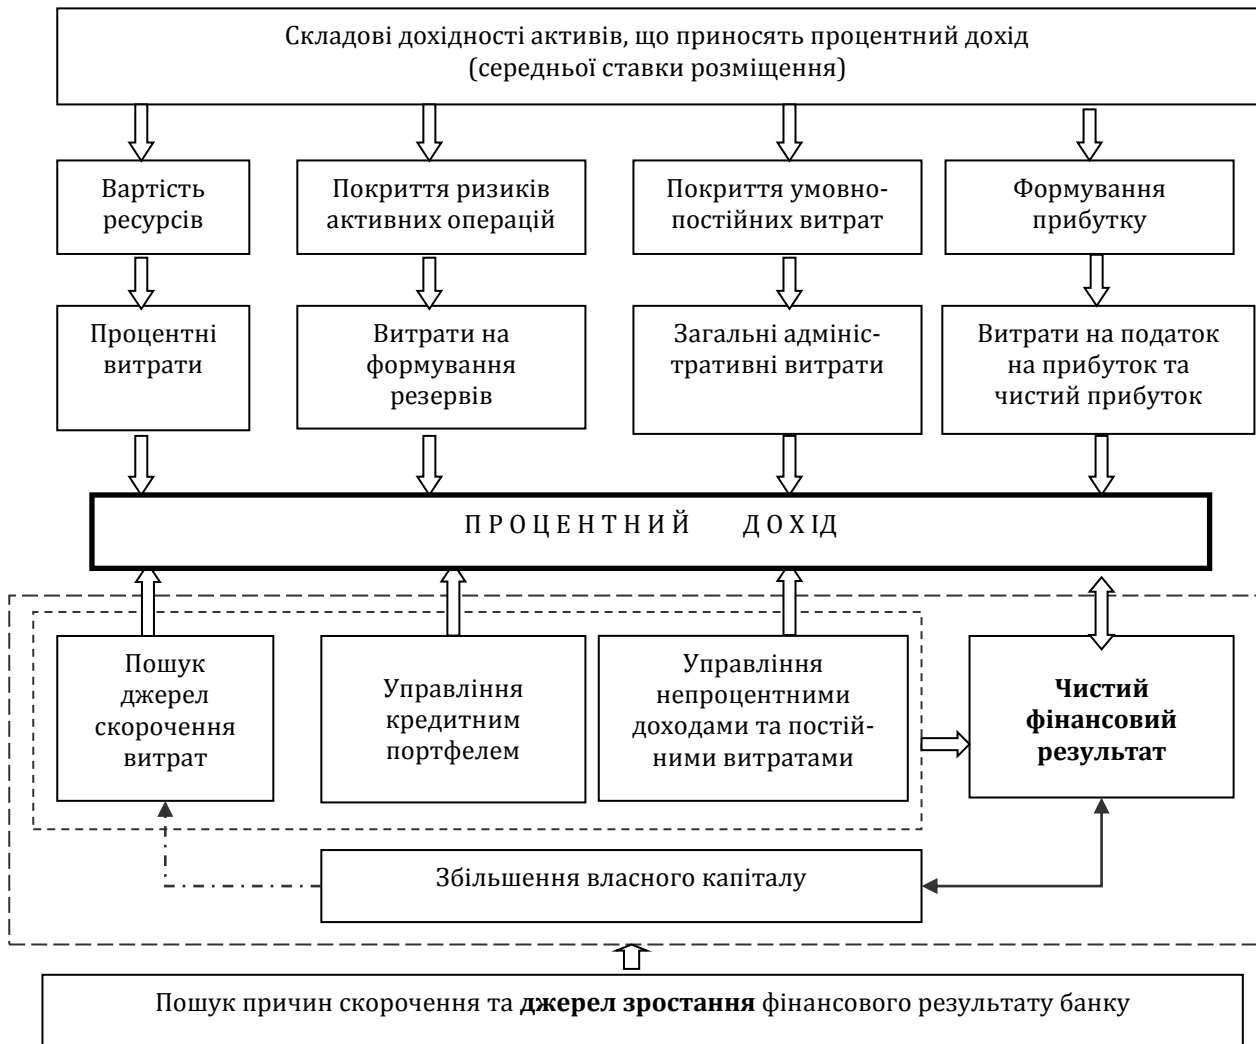 Складові дохідності активів, що приносять процентний дохід
(середньої ставки розміщення)
Вартість
ресурсів
Покриття ризиків
активних операцій
Покриття умовно-
постійних витрат
Формування
прибутку
Процентні
витрати
Витрати на
формування
резервів
Загальні адмініс-
тративні витрати
Витрати на податок
на прибуток та
чистий прибуток
П Р О Ц Е Н Т Н И Й Д О Х І Д
Пошук
джерел
скорочення
витрат
Управління
кредитним
портфелем
Управління
непроцентними
доходами та постій-
ними витратами
Чистий
фінансовий
результат
Збільшення власного капіталу
Пошук причин скорочення та джерел зростання фінансового результату банку